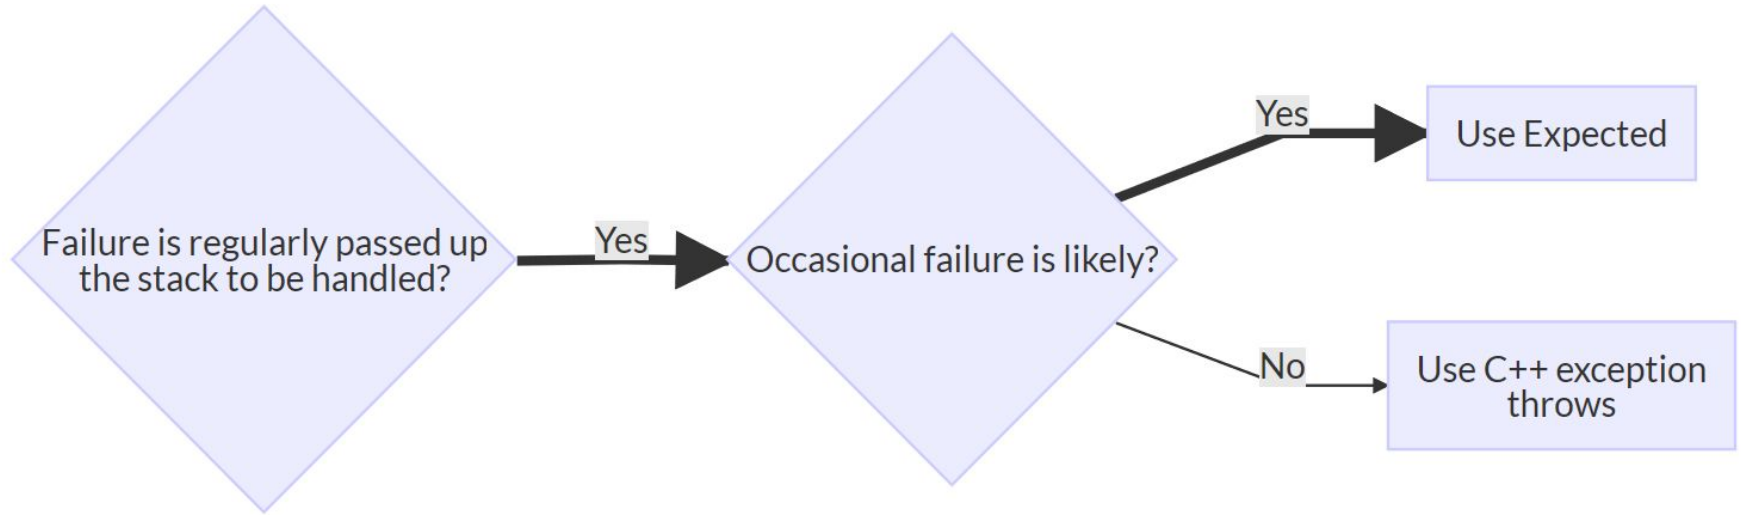 Failure is regularly passed up
the stack to be handled?
Yes
Occasional failure is likely?
Yes
Use Expected
No
Use C++ exception
throws